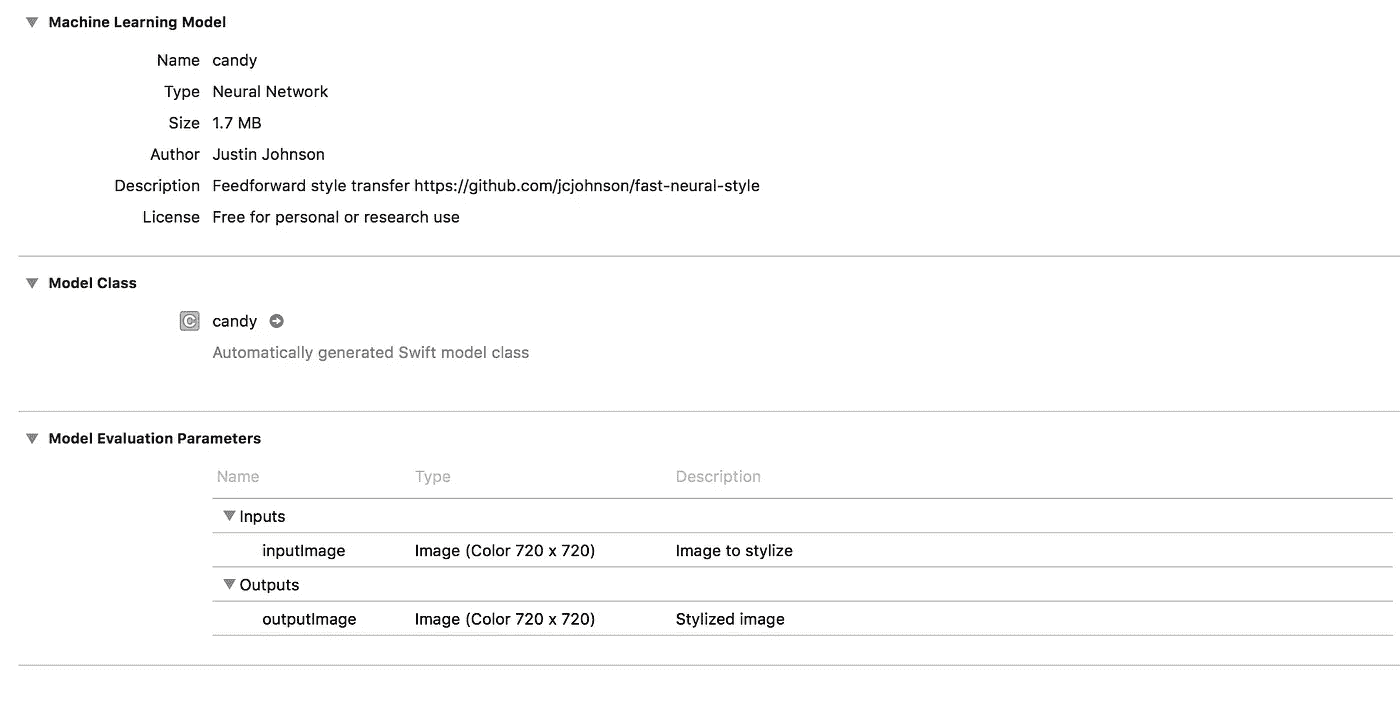 Machine Learning Model
Name candy
Type Neural Network
Size 1.7 MB
Author Justin Johnson
Description Feedforward style transfer https://github.com/jcjohnson/fast-neural-style
License Free for personal or research use
Model Class
C candy
Automatically generated Swift model class
Model Evaluation Parameters
Name Type Description
Inputs
inputImage Image (Color 720 x 720) Image to stylize
Outputs
outputImage Image (Color 720 x 720) Stylized image